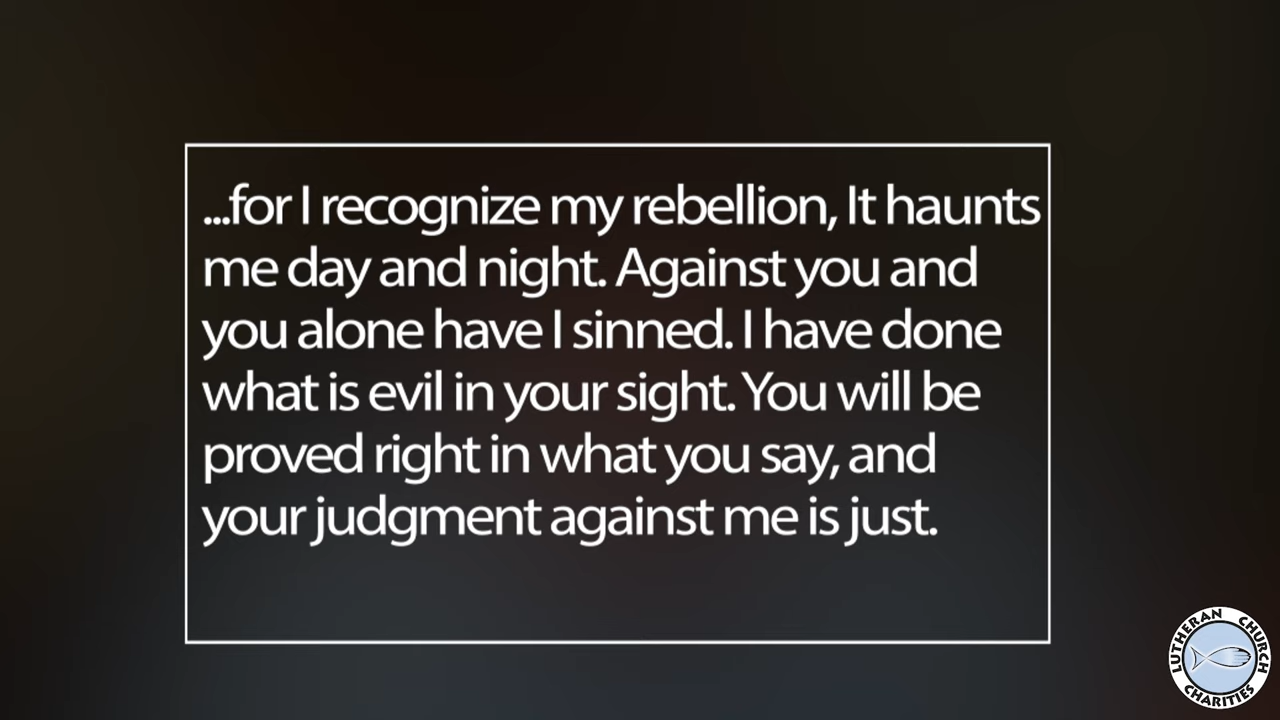 ...for I recognize my rebellion, It haunts
me day and night. Against you and
you alone have I sinned. I have done
what is evil in your sight. You will be
proved right in what you say, and
your judgment against me is just.
LUTHERAN CHURCH
CHARITIES